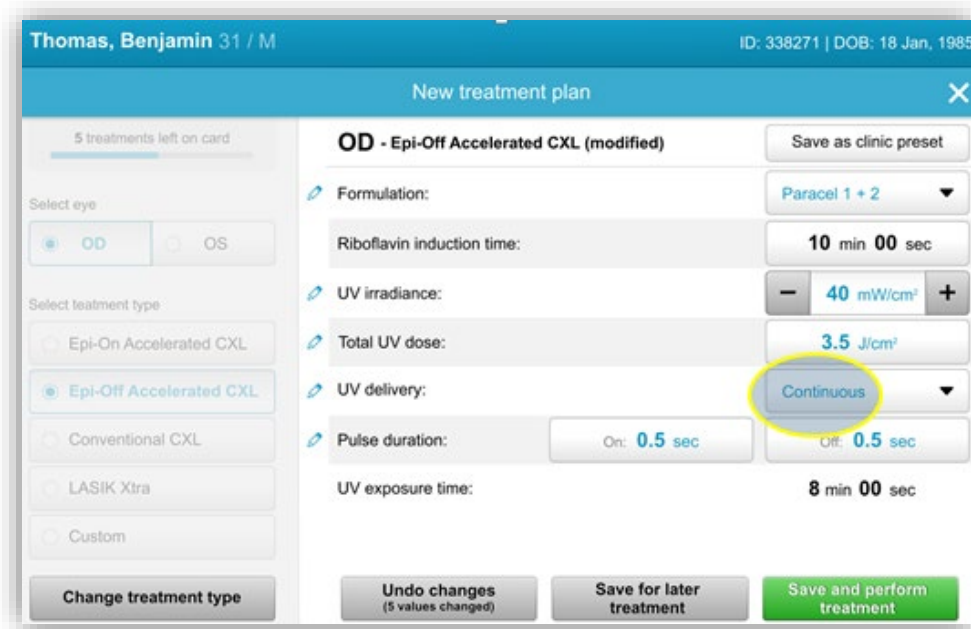 Thomas, Benjamin 31 / M
ID: 338271 | DOB: 18 Jan, 1985
New treatment plan
5 treatments left on card
Select eye
OD
OS
Select teatment type
Epi-On Accelerated CXL
Epi-Off Accelerated CXL
Conventional CXL
LASIK Xtra
Custom
Change treatment type
OD - Epi-Off Accelerated CXL (modified)
Save as clinic preset
Formulation: Paracel 1 + 2
Riboflavin induction time: 10 min 00 sec
UV irradiance: − 40 mW/cm² +
Total UV dose: 3.5 J/cm²
UV delivery: Continuous
Pulse duration: On: 0.5 sec Off: 0.5 sec
UV exposure time: 8 min 00 sec
Undo changes
(5 values changed)
Save for later
treatment
Save and perform
treatment